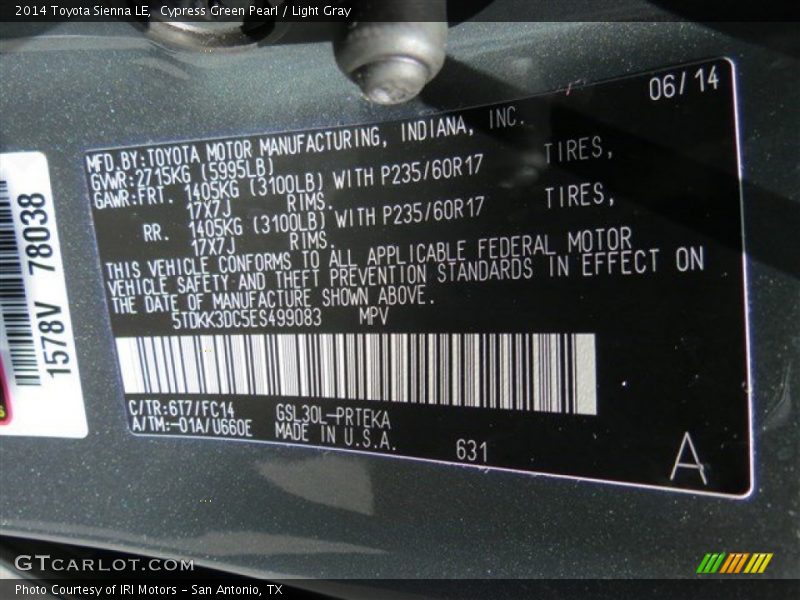 2014 Toyota Sienna LE,  Cypress Green Pearl / Light Gray
06/14
MFD.BY:TOYOTA MOTOR MANUFACTURING, INDIANA, INC.
GVWR:2715KG (5995LB)
GAWR:FRT. 1405KG (3100LB) WITH P235/60R17 TIRES,
17X7J RIMS.
RR. 1405KG (3100LB) WITH P235/60R17 TIRES,
17X7J RIMS.
THIS VEHICLE CONFORMS TO ALL APPLICABLE FEDERAL MOTOR
VEHICLE SAFETY AND THEFT PREVENTION STANDARDS IN EFFECT ON
THE DATE OF MANUFACTURE SHOWN ABOVE.
5TDKK3DC5ES499083 MPV
C/TR:6T7/FC14 GSL30L-PRTEKA
A/TM:-01A/U660E MADE IN U.S.A.
631
A
1578V 78038
GTCARLOT.COM
Photo Courtesy of IRI Motors - San Antonio, TX